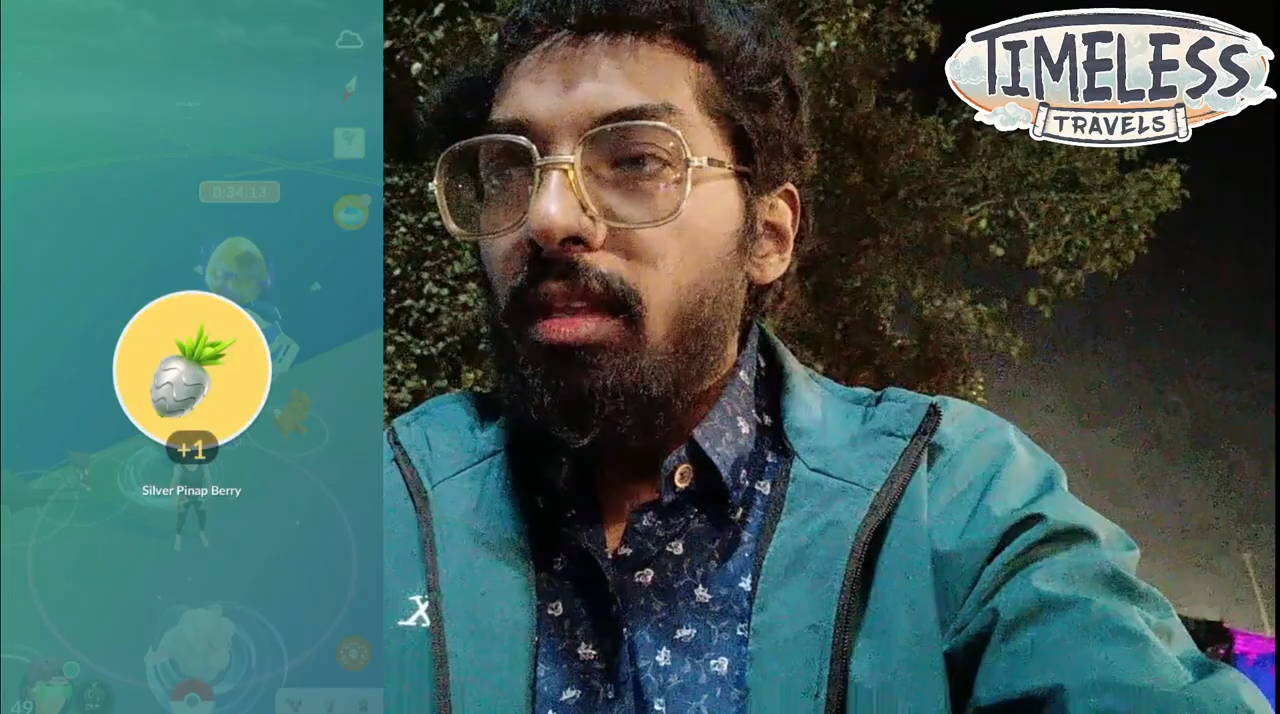 0:34:13
+1
Silver Pinap Berry
49
TIMELESS
TRAVELS
X